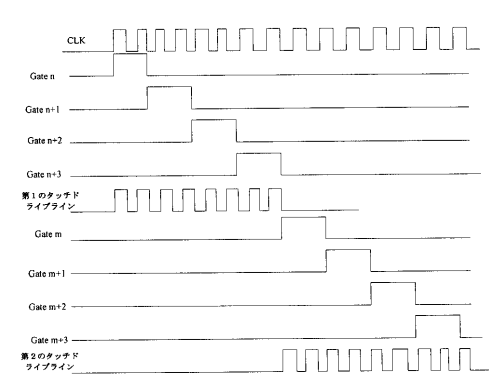 CLK
Gate n
Gate n+1
Gate n+2
Gate n+3
第1のタッチド
ライブライン
Gate m
Gate m+1
Gate m+2
Gate m+3
第2のタッチド
ライブライン